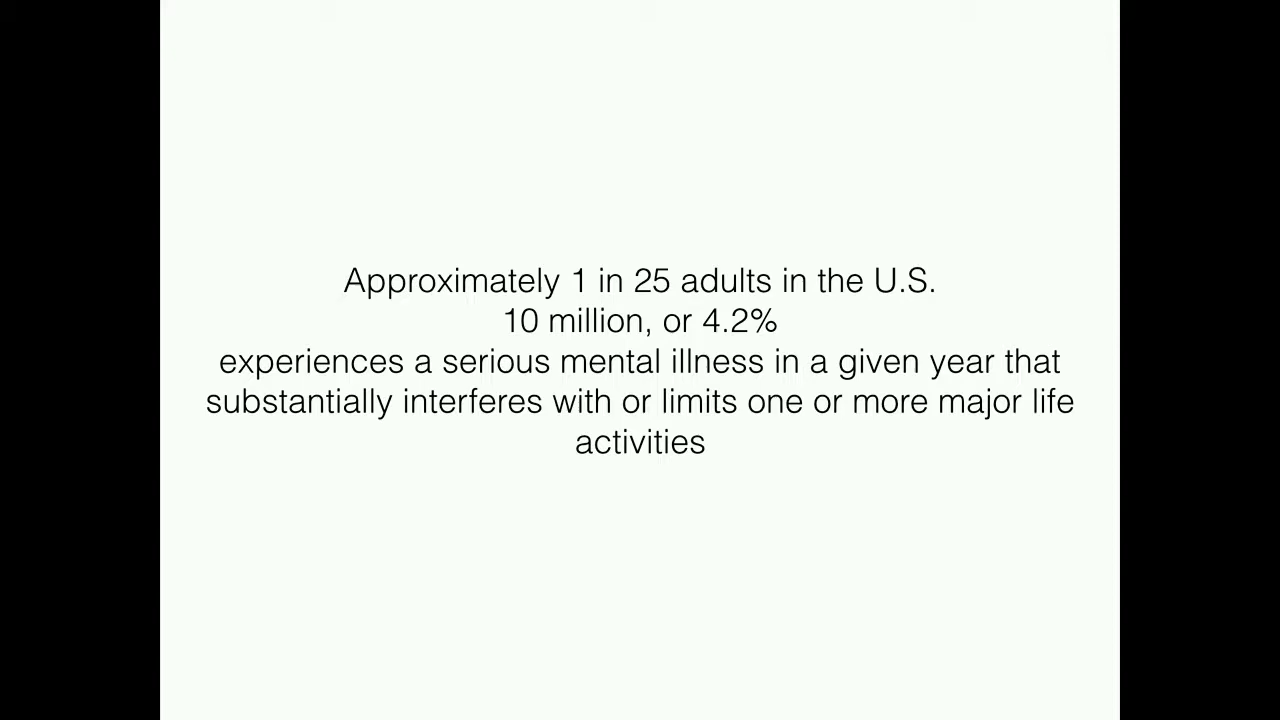 Approximately 1 in 25 adults in the U.S.
10 million, or 4.2%
experiences a serious mental illness in a given year that
substantially interferes with or limits one or more major life
activities